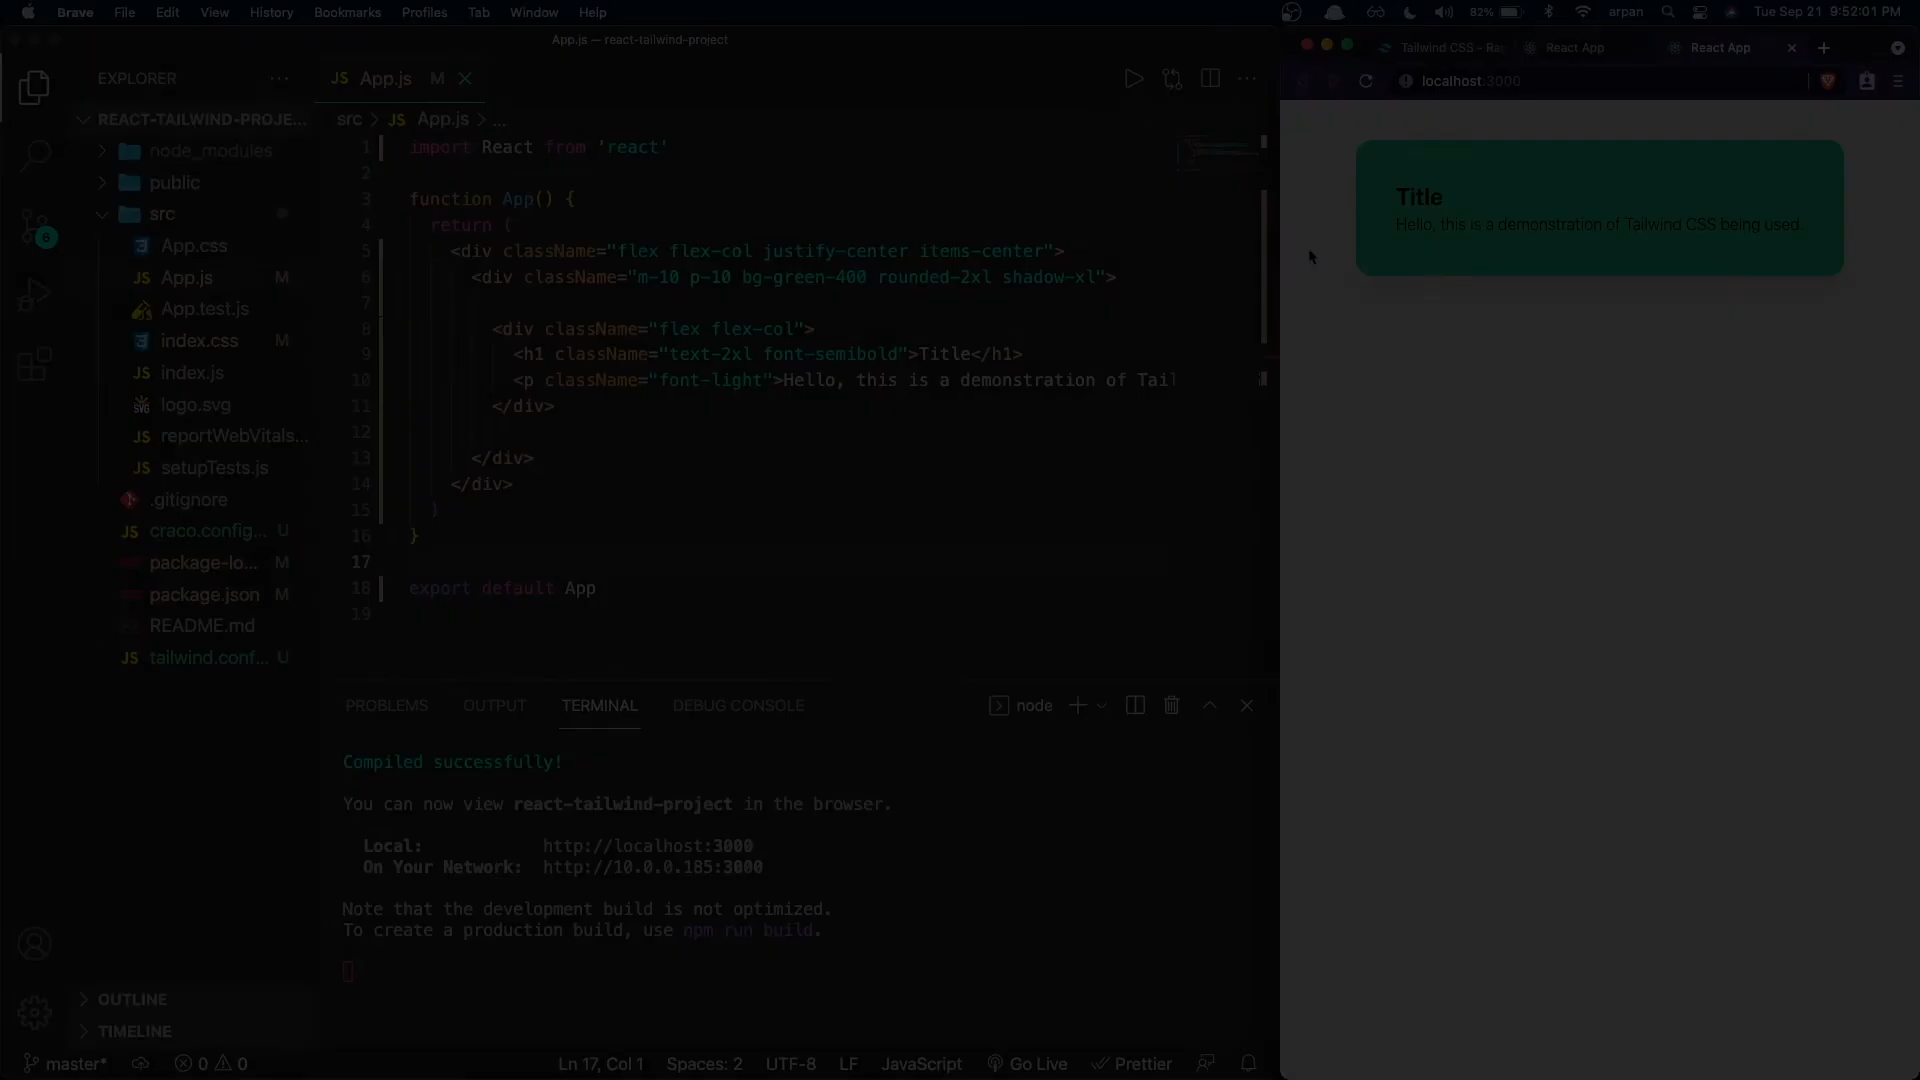 Brave File Edit View History Bookmarks Profiles Tab Window Help
82% arpan Tue Sep 21 9:52:01 PM
App.js — react-tailwind-project
Tailwind CSS - Ra
React App
React App
localhost:3000
EXPLORER
REACT-TAILWIND-PROJE...
node_modules
public
src
App.css
JS App.js M
App.test.js
index.css M
JS index.js
SVG logo.svg
JS reportWebVitals...
JS setupTests.js
.gitignore
JS craco.config... U
package-lo... M
package.json M
README.md
JS tailwind.conf... U
6
OUTLINE
TIMELINE
JS App.js M
src > JS App.js > ...
1 import React from 'react'
2
3 function App() {
4 return (
5 <div className="flex flex-col justify-center items-center">
6 <div className="m-10 p-10 bg-green-400 rounded-2xl shadow-xl">
7
8 <div className="flex flex-col">
9 <h1 className="text-2xl font-semibold">Title</h1>
10 <p className="font-light">Hello, this is a demonstration of Tail
11 </div>
12
13 </div>
14 </div>
15 )
16 }
17
18 export default App
19
PROBLEMS OUTPUT TERMINAL DEBUG CONSOLE
node
Compiled successfully!
You can now view react-tailwind-project in the browser.
Local: http://localhost:3000
On Your Network: http://10.0.0.185:3000
Note that the development build is not optimized.
To create a production build, use npm run build.
master* 0 0 Ln 17, Col 1 Spaces: 2 UTF-8 LF JavaScript Go Live Prettier
Title
Hello, this is a demonstration of Tailwind CSS being used.